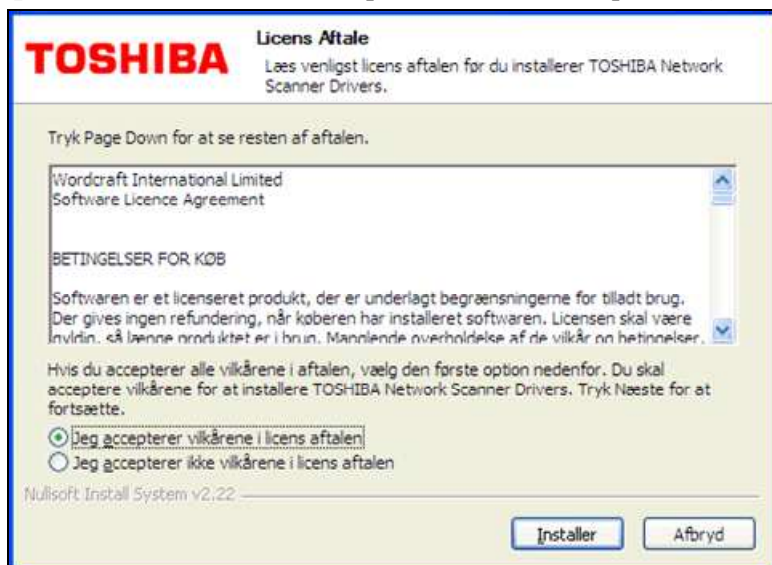 TOSHIBA
Licens Aftale
Læs venligst licens aftalen før du installerer TOSHIBA Network
Scanner Drivers.
Tryk Page Down for at se resten af aftalen.
Wordcraft International Limited
Software Licence Agreement
BETINGELSER FOR KØB
Softwaren er et licenseret produkt, der er underlagt begrænsningerne for tilladt brug.
Der gives ingen refundering, når køberen har installeret softwaren. Licensen skal være
gyldig, så længe produktet er i brug. Manglende overholdelse af de vilkår og betingelser,
Hvis du accepterer alle vilkårene i aftalen, vælg den første option nedenfor. Du skal
acceptere vilkårene for at installere TOSHIBA Network Scanner Drivers. Tryk Næste for at
fortsætte.
Jeg accepterer vilkårene i licens aftalen
Jeg accepterer ikke vilkårene i licens aftalen
Nullsoft Install System v2.22
Installer
Afbryd